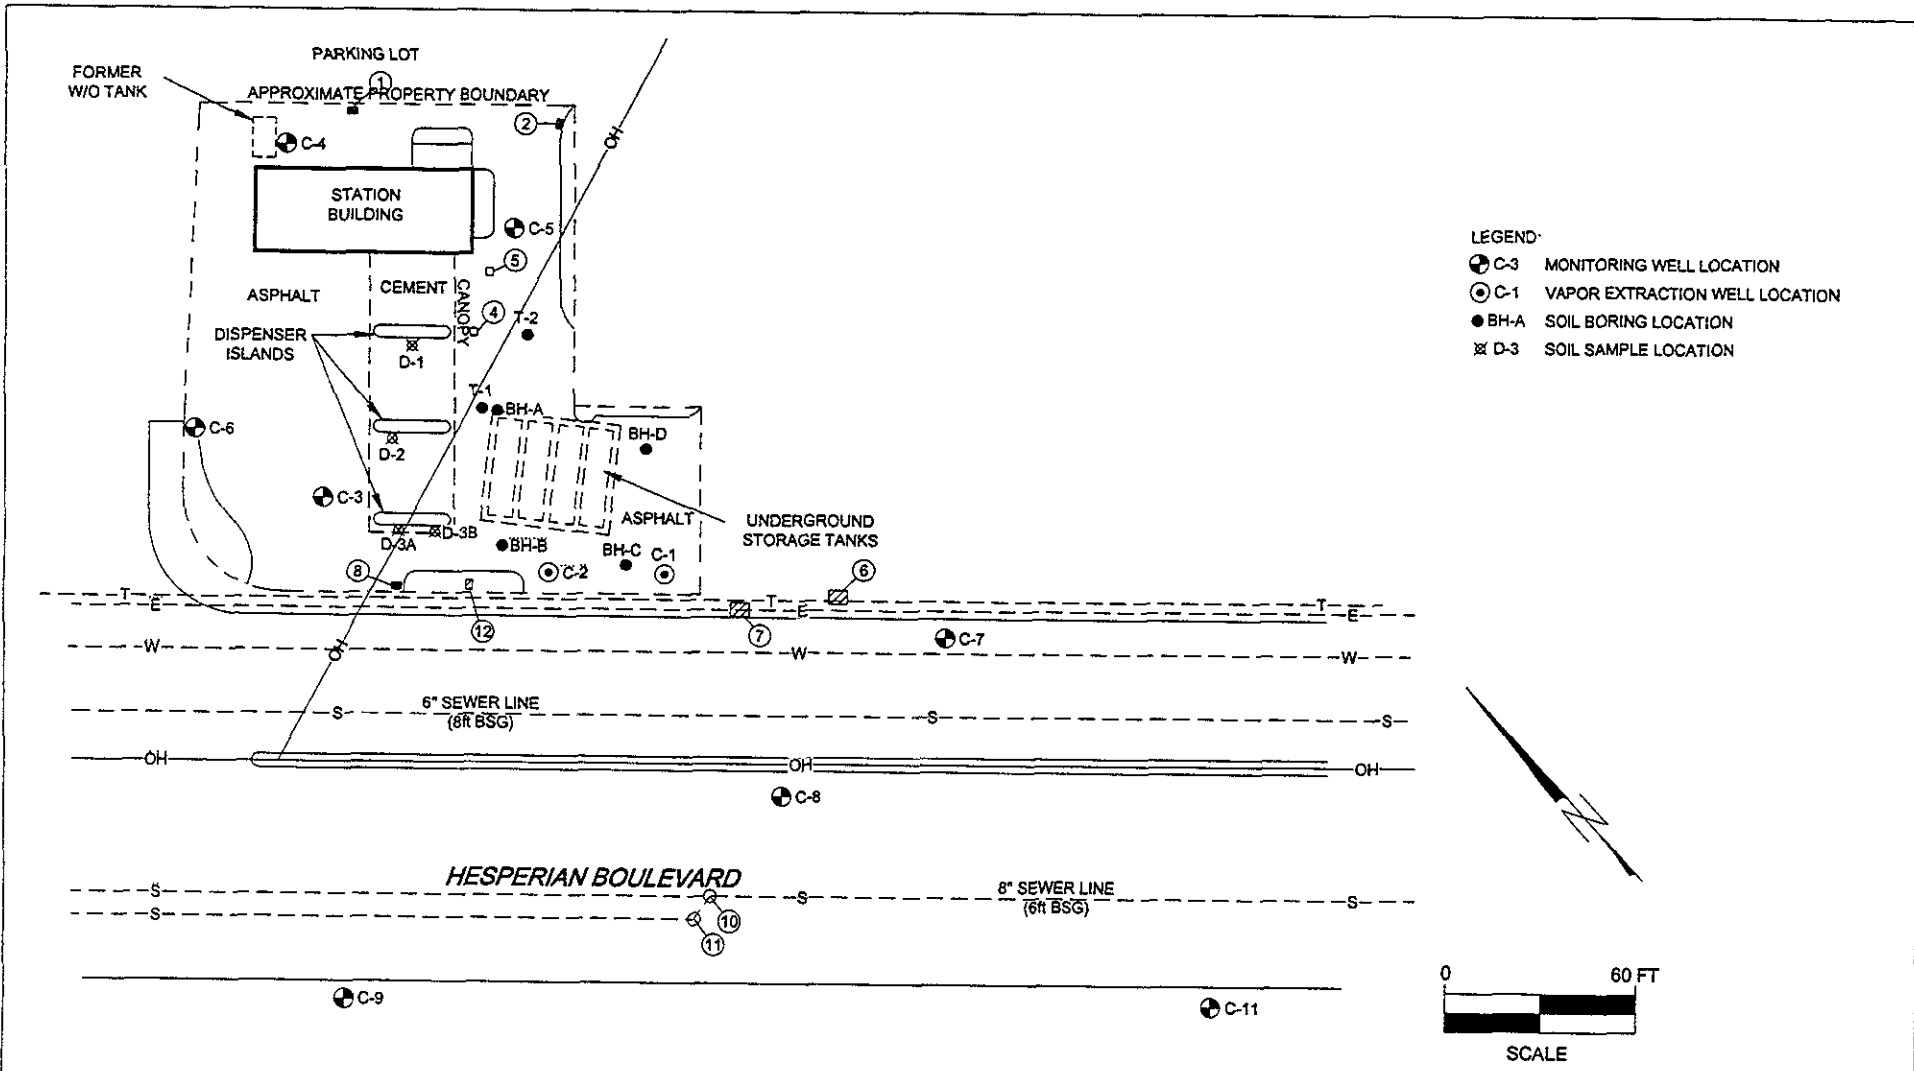 PARKING LOT
FORMER
W/O TANK
1
APPROXIMATE PROPERTY BOUNDARY
2
OH
C-4
STATION
BUILDING
C-5
5
ASPHALT
CEMENT
CANOPY
4
T-2
DISPENSER
ISLANDS
D-1
T-1
BH-A
C-6
D-2
BH-D
C-3
ASPHALT
UNDERGROUND
STORAGE TANKS
D-3A
D-3B
BH-B
BH-C
C-1
8
C-2
6
T
T
T
E
E
E
12
7
C-7
OH
W
W
W
6" SEWER LINE
(8ft BSG)
S
S
S
OH
OH
OH
C-8
HESPERIAN BOULEVARD
8" SEWER LINE
(6ft BSG)
S
S
S
S
10
11
C-9
C-11
LEGEND:
C-3 MONITORING WELL LOCATION
C-1 VAPOR EXTRACTION WELL LOCATION
BH-A SOIL BORING LOCATION
D-3 SOIL SAMPLE LOCATION
0 60 FT
SCALE